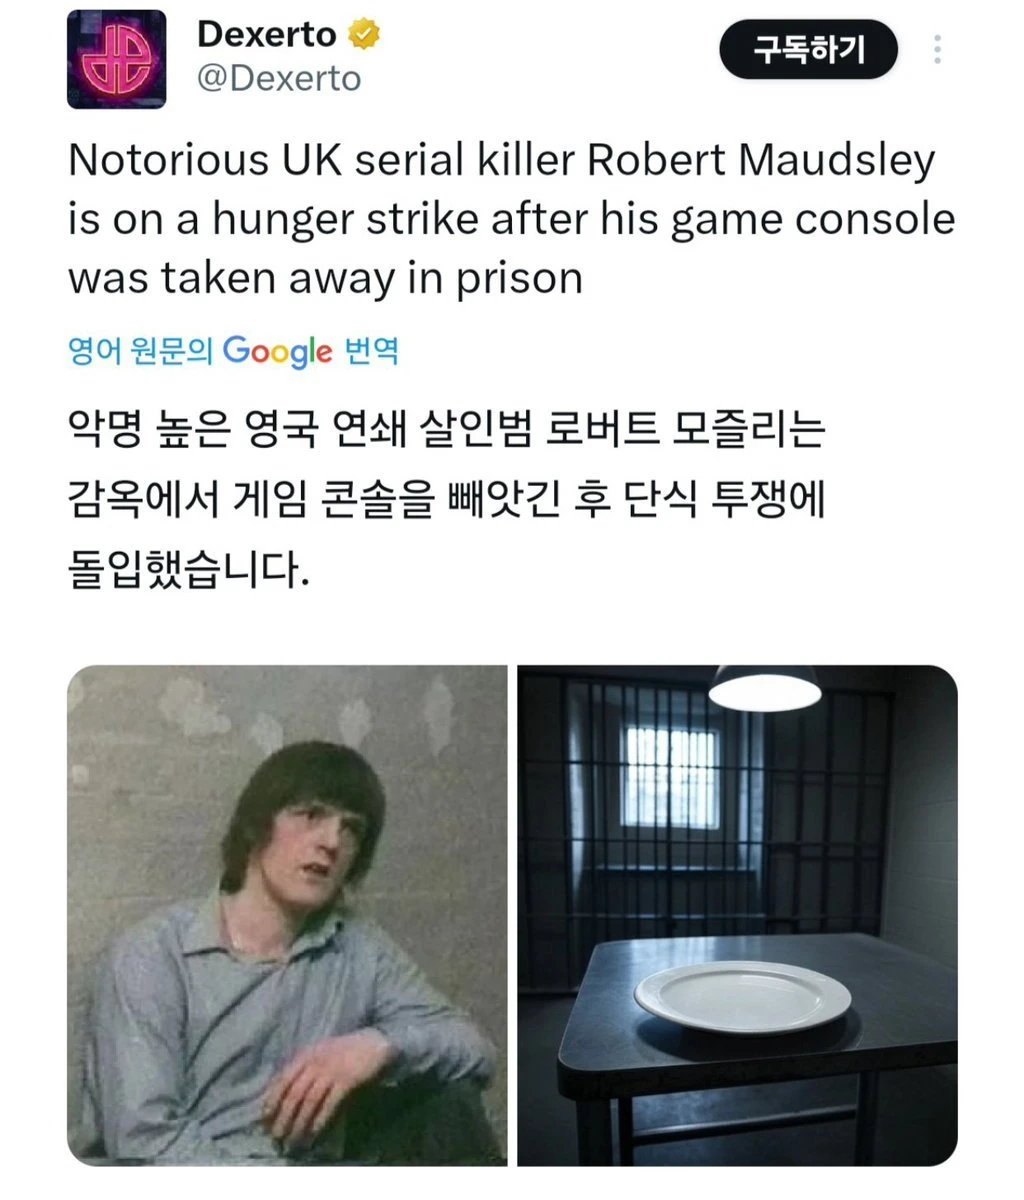 Dexerto
@Dexerto
구독하기
Notorious UK serial killer Robert Maudsley
is on a hunger strike after his game console
was taken away in prison
영어 원문의 Google 번역
악명 높은 영국 연쇄 살인범 로버트 모즐리는
감옥에서 게임 콘솔을 빼앗긴 후 단식 투쟁에
돌입했습니다.